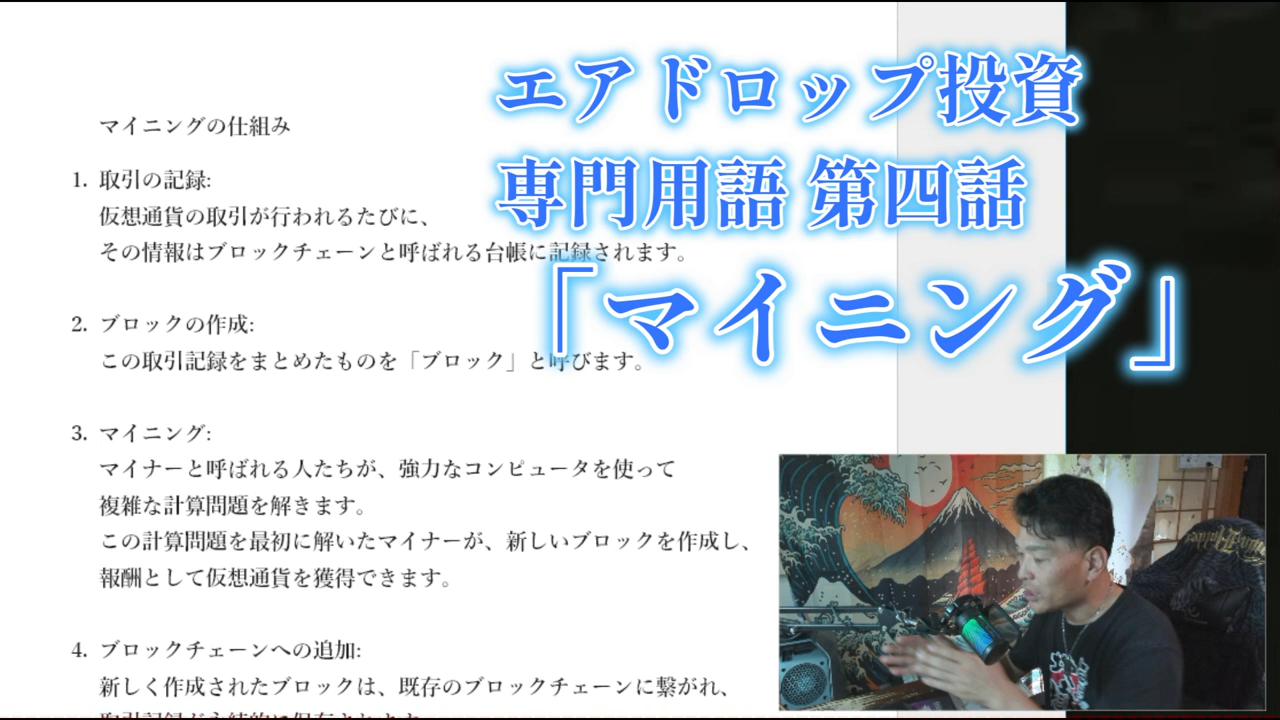 エアドロップ投資
専門用語 第四話
「マイニング」
マイニングの仕組み
1. 取引の記録:
仮想通貨の取引が行われるたびに、
その情報はブロックチェーンと呼ばれる台帳に記録されます。
2. ブロックの作成:
この取引記録をまとめたものを「ブロック」と呼びます。
3. マイニング:
マイナーと呼ばれる人たちが、強力なコンピュータを使って
複雑な計算問題を解きます。
この計算問題を最初に解いたマイナーが、新しいブロックを作成し、
報酬として仮想通貨を獲得できます。
4. ブロックチェーンへの追加:
新しく作成されたブロックは、既存のブロックチェーンに繋がれ、